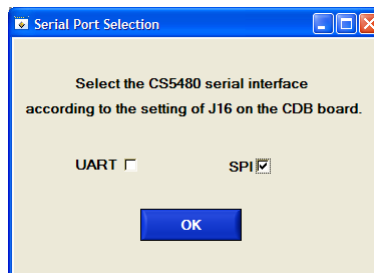 Serial Port Selection
Select the CS5480 serial interface
according to the setting of J16 on the CDB board.
UART SPI
OK